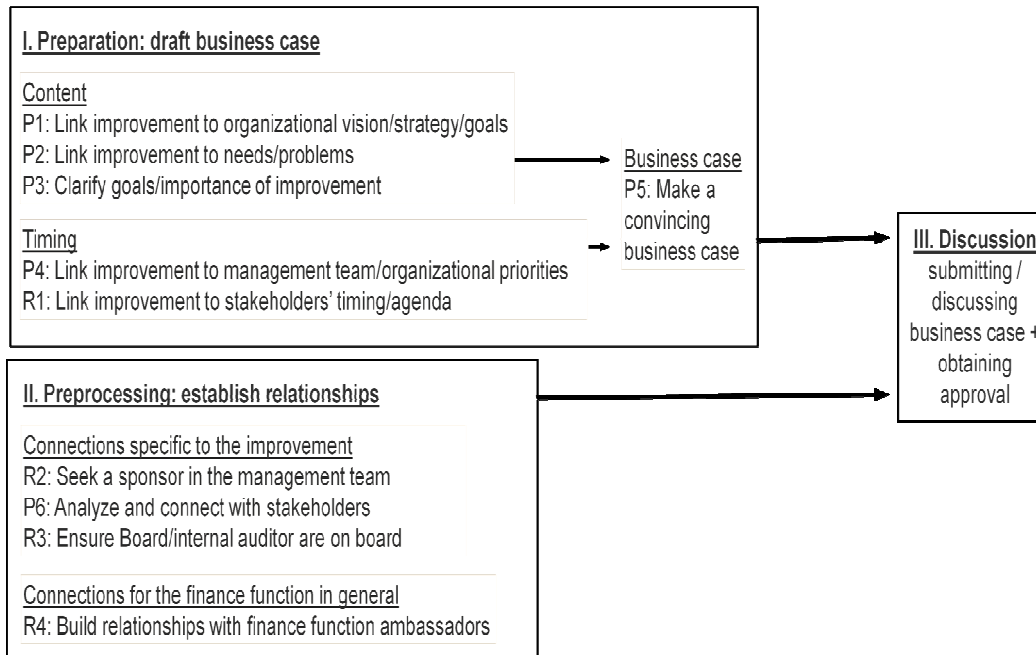 I. Preparation: draft business case
Content
P1: Link improvement to organizational vision/strategy/goals
P2: Link improvement to needs/problems
P3: Clarify goals/importance of improvement
Timing
P4: Link improvement to management team/organizational priorities
R1: Link improvement to stakeholders’ timing/agenda
Business case
P5: Make a
convincing
business case
II. Preprocessing: establish relationships
Connections specific to the improvement
R2: Seek a sponsor in the management team
P6: Analyze and connect with stakeholders
R3: Ensure Board/internal auditor are on board
Connections for the finance function in general
R4: Build relationships with finance function ambassadors
III. Discussion
submitting /
discussing
business case +
obtaining
approval